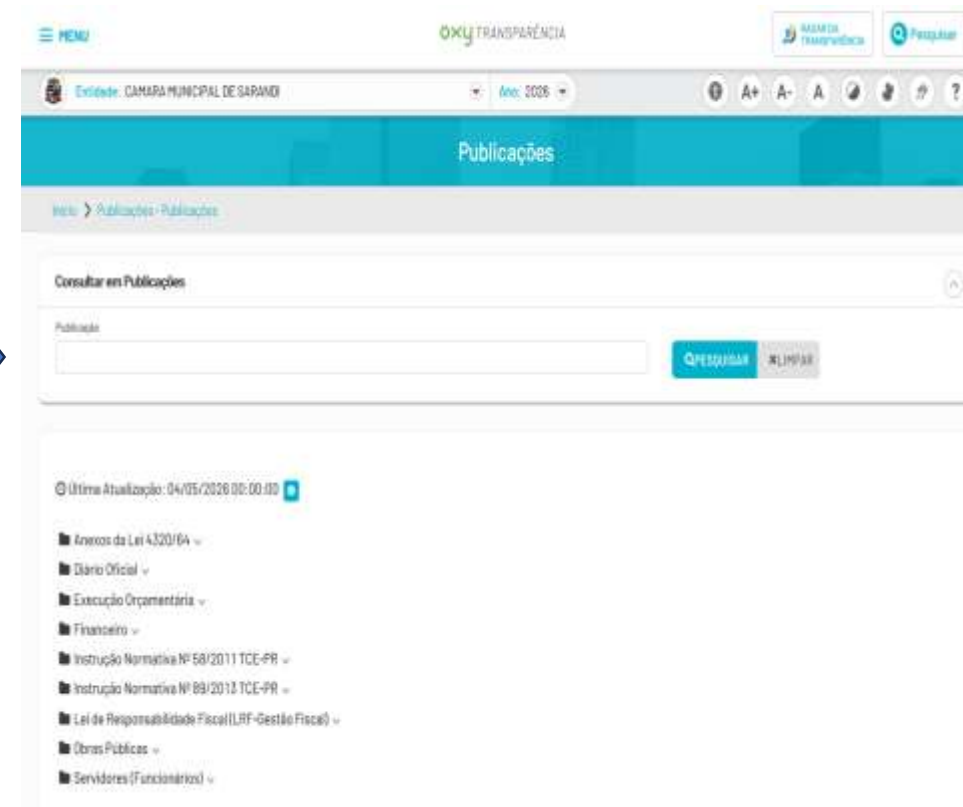 MENU
oxy TRANSPARÊNCIA
RADAR DA TRANSPARÊNCIA
Pesquisar
Entidade: CAMARA MUNICIPAL DE SARANDI
Ano: 2026
A+ A- A ?
Publicações
Início ❯ Publicações - Publicações
Consultar em Publicações
Publicação
PESQUISAR
LIMPAR
Última Atualização: 04/05/2026 00:00:00
Anexos da Lei 4320/64
Diário Oficial
Execução Orçamentária
Financeiro
Instrução Normativa Nº 58/2011 TCE-PR
Instrução Normativa Nº 89/2013 TCE-PR
Lei de Responsabilidade Fiscal (LRF-Gestão Fiscal)
Obras Públicas
Servidores (Funcionários)